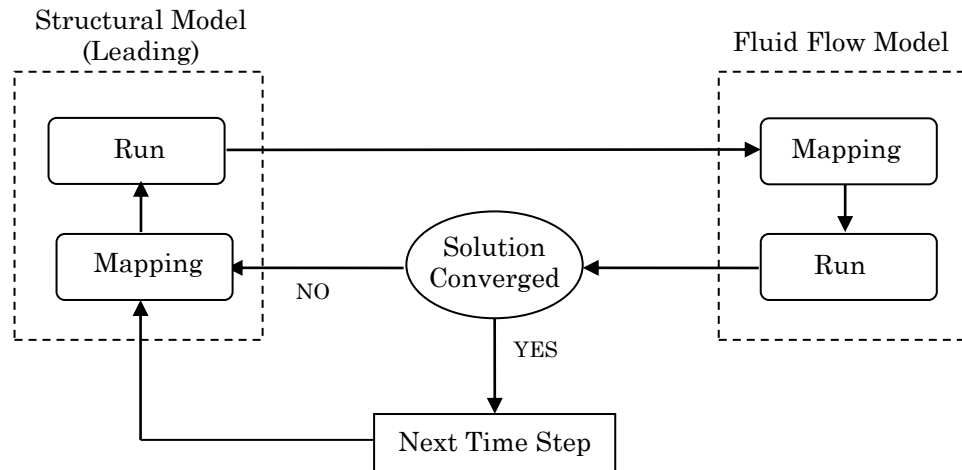 Structural Model
(Leading)
Fluid Flow Model
Run
Mapping
Mapping
Solution
Converged
Run
NO
YES
Next Time Step